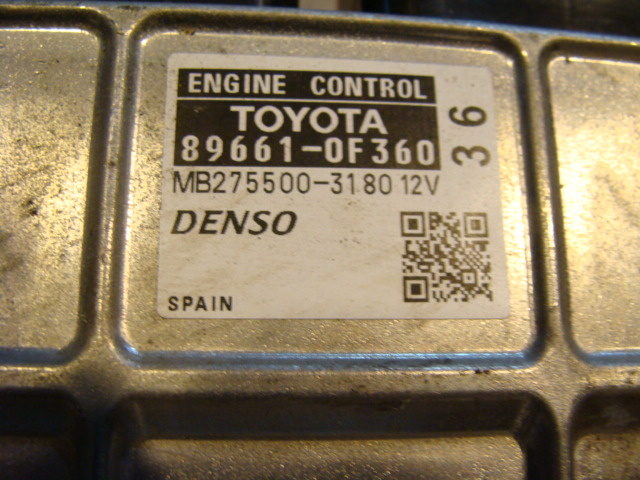 ENGINE CONTROL
TOYOTA
89661-0F360
36
MB275500-3180 12V
DENSO
SPAIN